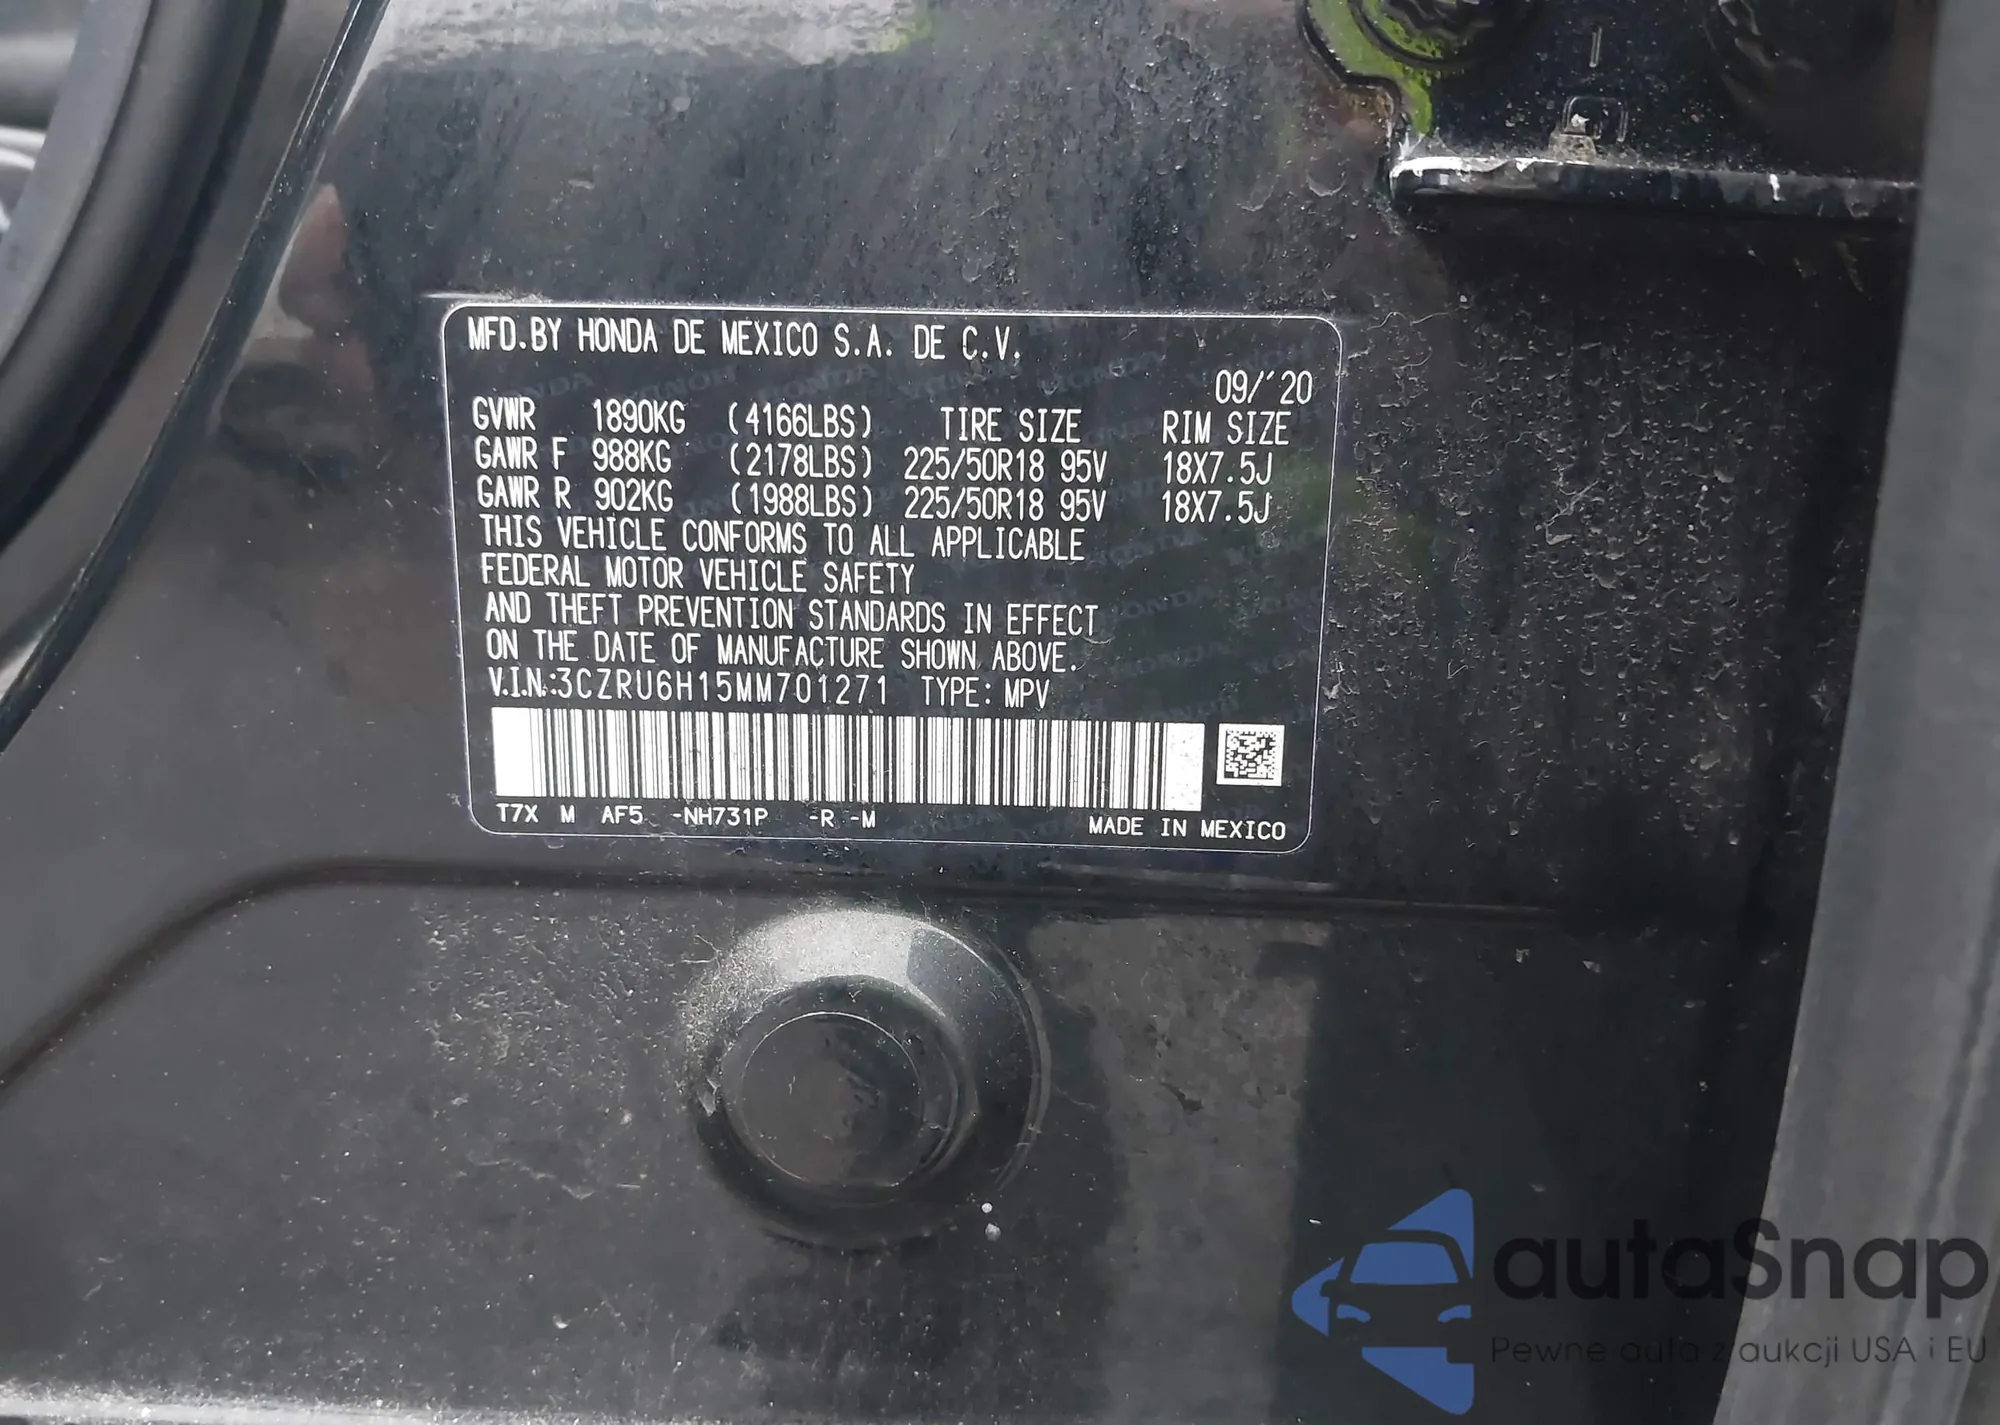 MFD.BY HONDA DE MEXICO S.A. DE C.V.
09/'20
GVWR 1890KG (4166LBS) TIRE SIZE RIM SIZE
GAWR F 988KG (2178LBS) 225/50R18 95V 18X7.5J
GAWR R 902KG (1988LBS) 225/50R18 95V 18X7.5J
THIS VEHICLE CONFORMS TO ALL APPLICABLE
FEDERAL MOTOR VEHICLE SAFETY
AND THEFT PREVENTION STANDARDS IN EFFECT
ON THE DATE OF MANUFACTURE SHOWN ABOVE.
V.I.N.:3CZRU6H15MM701271 TYPE: MPV
T7X M AF5 -NH731P -R -M MADE IN MEXICO
autoSnap
Pewne auta z aukcji USA i EU